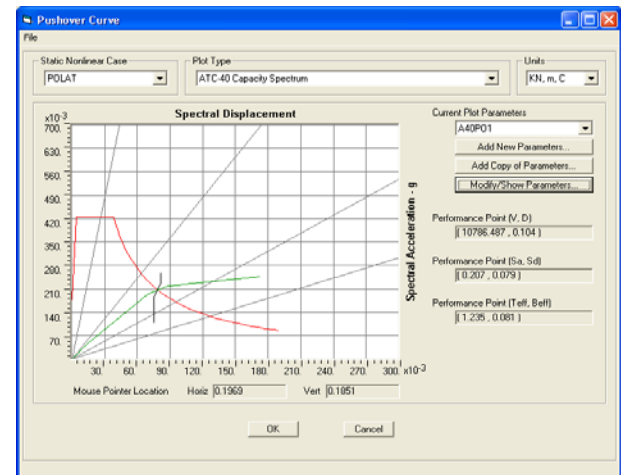 Pushover Curve
File
Static Nonlinear Case
POLAT
Plot Type
ATC-40 Capacity Spectrum
Units
KN, m, C
Spectral Displacement
x10-3
700.
630.
560.
490.
420.
350.
280.
210.
140.
70.
30. 60. 90. 120. 150. 180. 210. 240. 270. 300. x10-3
Spectral Acceleration - g
Mouse Pointer Location Horiz 0.1969 Vert 0.1851
Current Plot Parameters
A40PO1
Add New Parameters...
Add Copy of Parameters...
Modify/Show Parameters...
Performance Point (V, D)
( 10786.487 , 0.104 )
Performance Point (Sa, Sd)
( 0.207 , 0.079 )
Performance Point (Teff, Beff)
( 1.235 , 0.081 )
OK
Cancel